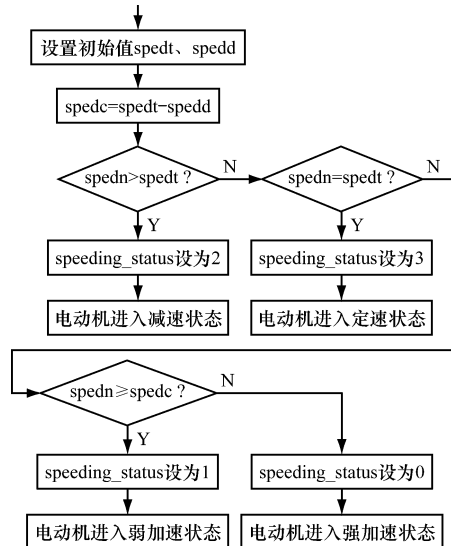 设置初始值spedt、spedd
spedc=spedt-spedd
spedn>spedt？
N
spedn=spedt？
N
Y
Y
speeding_status设为2
speeding_status设为3
电动机进入减速状态
电动机进入定速状态
spedn≥spedc？
N
Y
speeding_status设为1
speeding_status设为0
电动机进入弱加速状态
电动机进入强加速状态